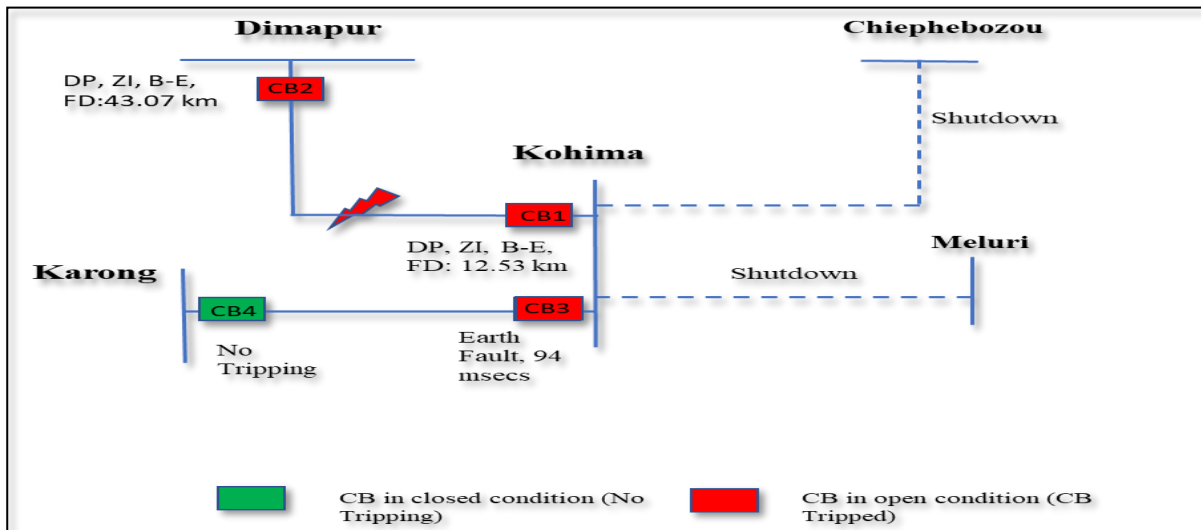 Dimapur
Chiephebozou
DP, ZI, B-E,
FD:43.07 km
CB2
Shutdown
Kohima
CB1
DP, ZI, B-E,
FD: 12.53 km
Meluri
Karong
Shutdown
CB4
CB3
No
Tripping
Earth
Fault, 94
msecs
CB in closed condition (No
Tripping)
CB in open condition (CB
Tripped)